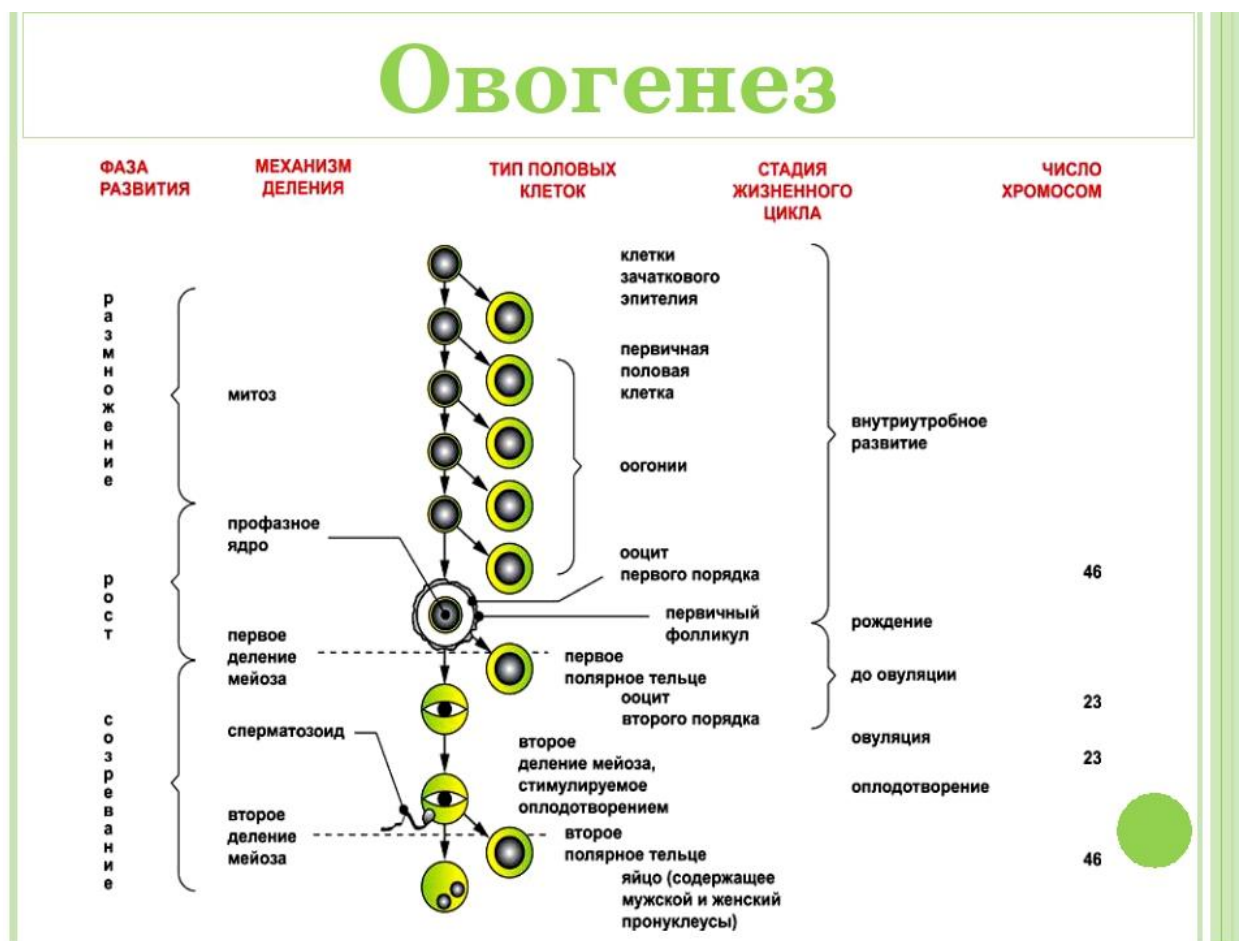 Овогенез
ФАЗА
РАЗВИТИЯ
МЕХАНИЗМ
ДЕЛЕНИЯ
ТИП ПОЛОВЫХ
КЛЕТОК
СТАДИЯ
ЖИЗНЕННОГО
ЦИКЛА
ЧИСЛО
ХРОМОСОМ
размножение
рост
созревание
митоз
профазное
ядро
первое
деление
мейоза
сперматозоид
второе
деление
мейоза
клетки
зачаткового
эпителия
первичная
половая
клетка
оогонии
ооцит
первого порядка
первичный
фолликул
первое
полярное тельце
ооцит
второго порядка
второе
деление мейоза,
стимулируемое
оплодотворением
второе
полярное тельце
яйцо (содержащее
мужской и женский
пронуклеусы)
внутриутробное
развитие
рождение
до овуляции
овуляция
оплодотворение
46
23
23
46